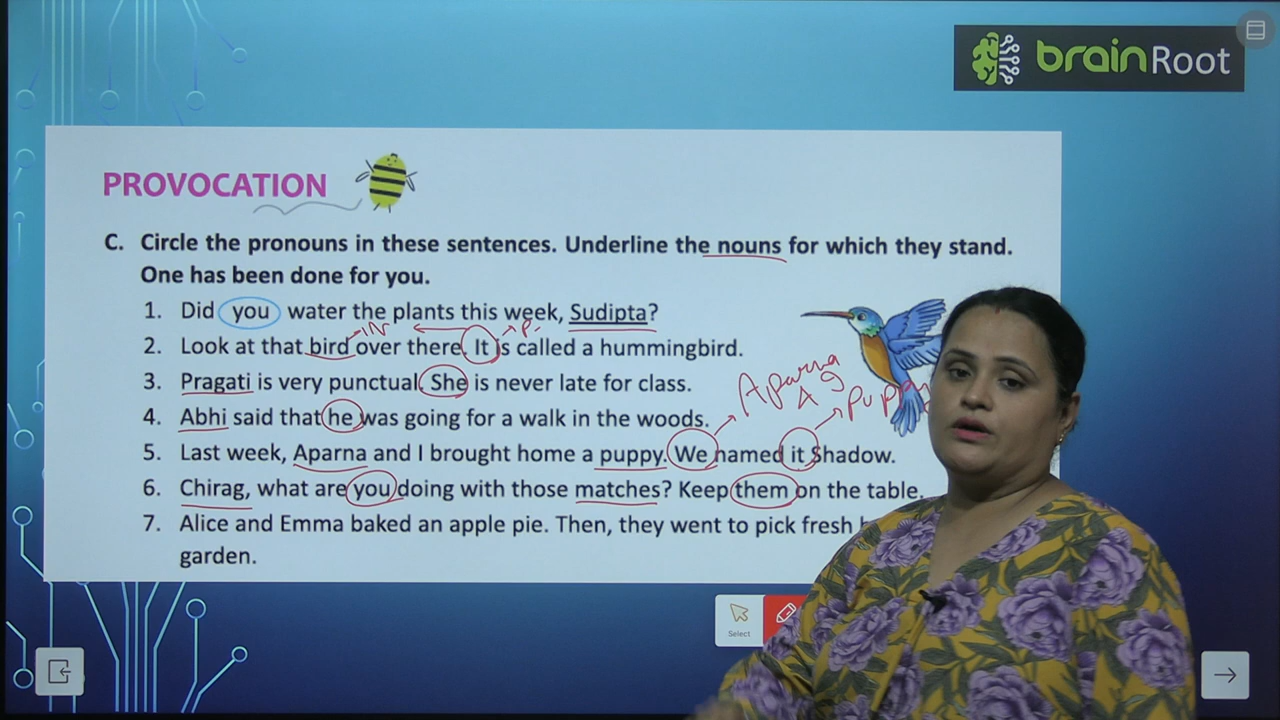 brainRoot
PROVOCATION
C. Circle the pronouns in these sentences. Underline the nouns for which they stand.
One has been done for you.
1. Did you water the plants this week, Sudipta?
N P.
2. Look at that bird over there. It is called a hummingbird.
Aparna
3. Pragati is very punctual. She is never late for class.
& I puppy
4. Abhi said that he was going for a walk in the woods.
5. Last week, Aparna and I brought home a puppy. We named it Shadow.
6. Chirag, what are you doing with those matches? Keep them on the table.
7. Alice and Emma baked an apple pie. Then, they went to pick fresh
garden.
Select